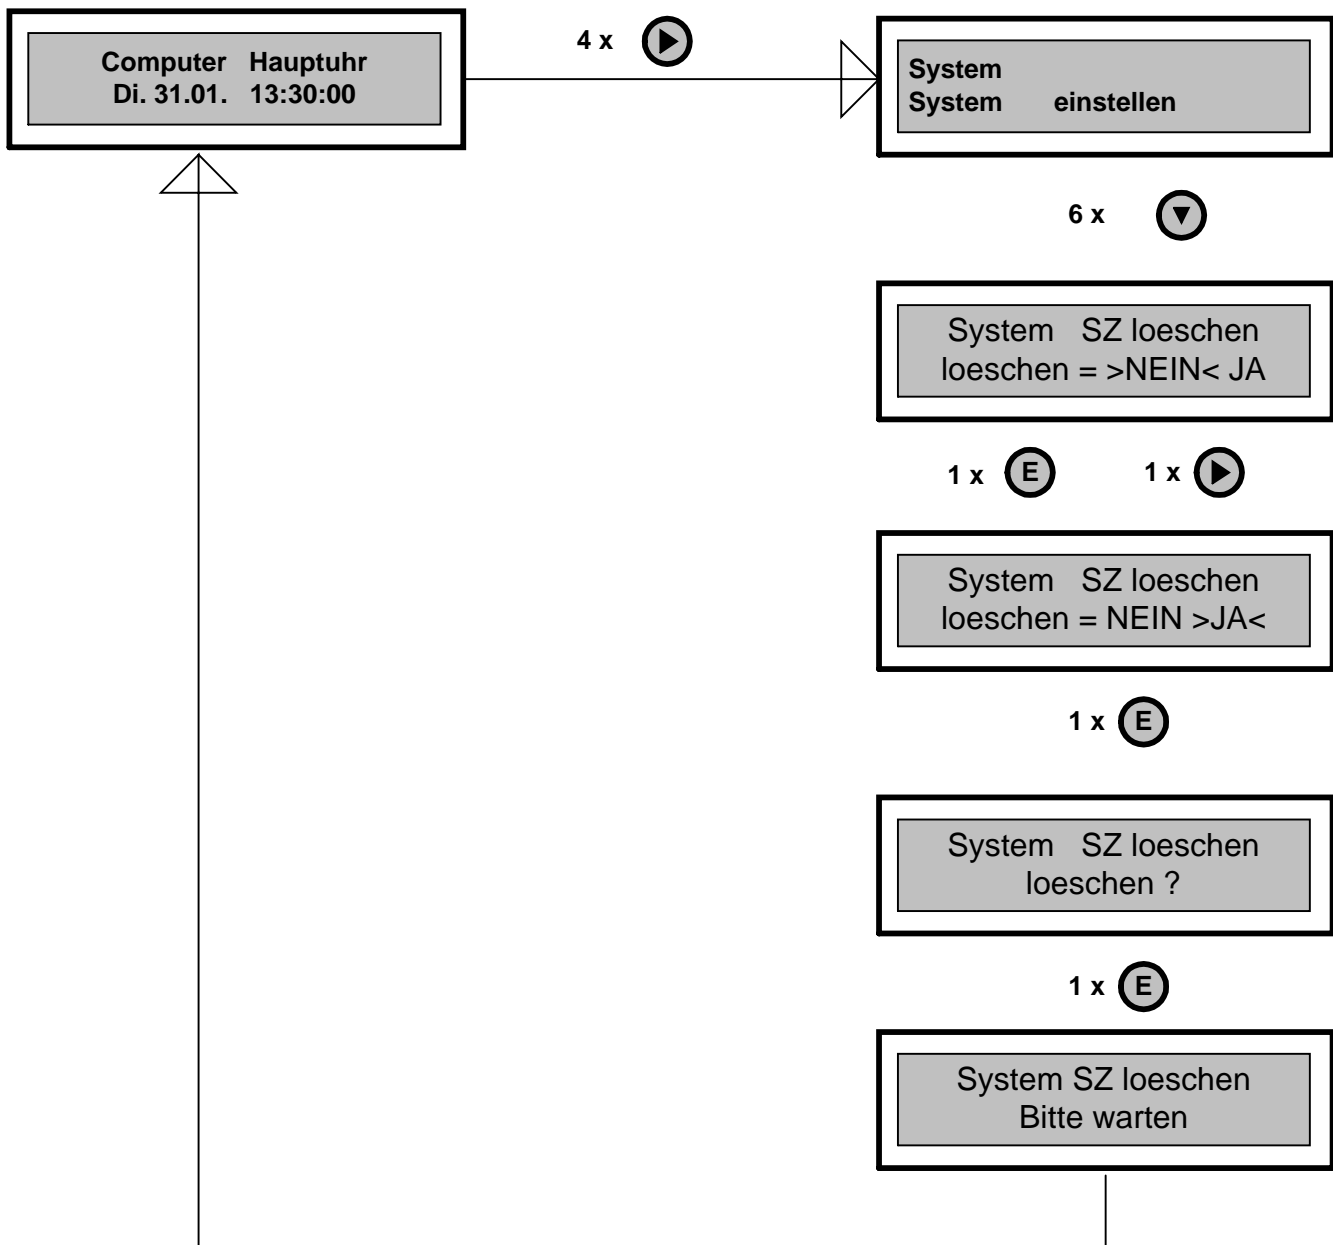 Computer Hauptuhr
Di. 31.01. 13:30:00
4 x
System
System einstellen
6 x
System SZ loeschen
loeschen = >NEIN< JA
1 x E 1 x
System SZ loeschen
loeschen = NEIN >JA<
1 x E
System SZ loeschen
loeschen ?
1 x E
System SZ loeschen
Bitte warten